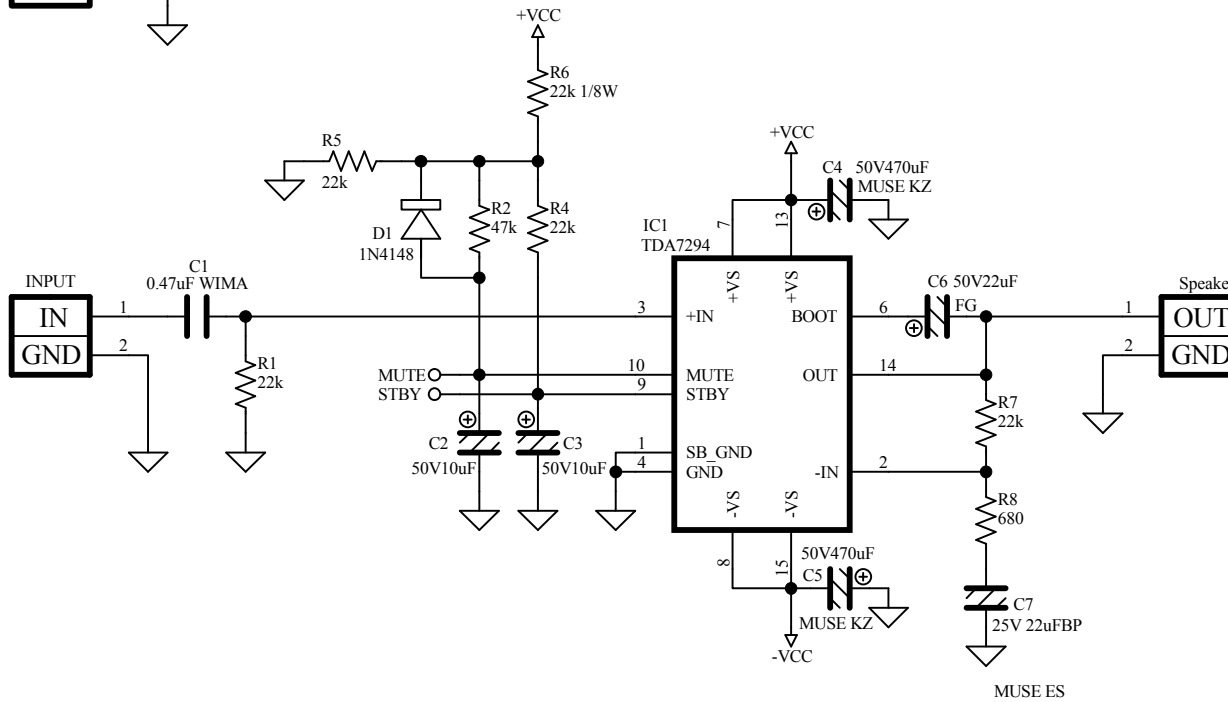 +VCC
R6
22k 1/8W
+VCC
R5
22k
C4 50V470uF
MUSE KZ
R2
47k
R4
22k
7
13
D1
1N4148
IC1
TDA7294
INPUT
C1
0.47uF WIMA
+VS
+VS
C6 50V22uF
FG
Speake
IN
1
3
+IN
BOOT
6
1
OUT
GND
2
R1
22k
2
GND
MUTE
10
MUTE
OUT
14
STBY
9
STBY
R7
22k
C2
50V10uF
C3
50V10uF
1
SB_GND
4
GND
-IN
2
-VS
-VS
R8
680
8
15
50V470uF
C5
MUSE KZ
C7
25V 22uFBP
-VCC
MUSE ES